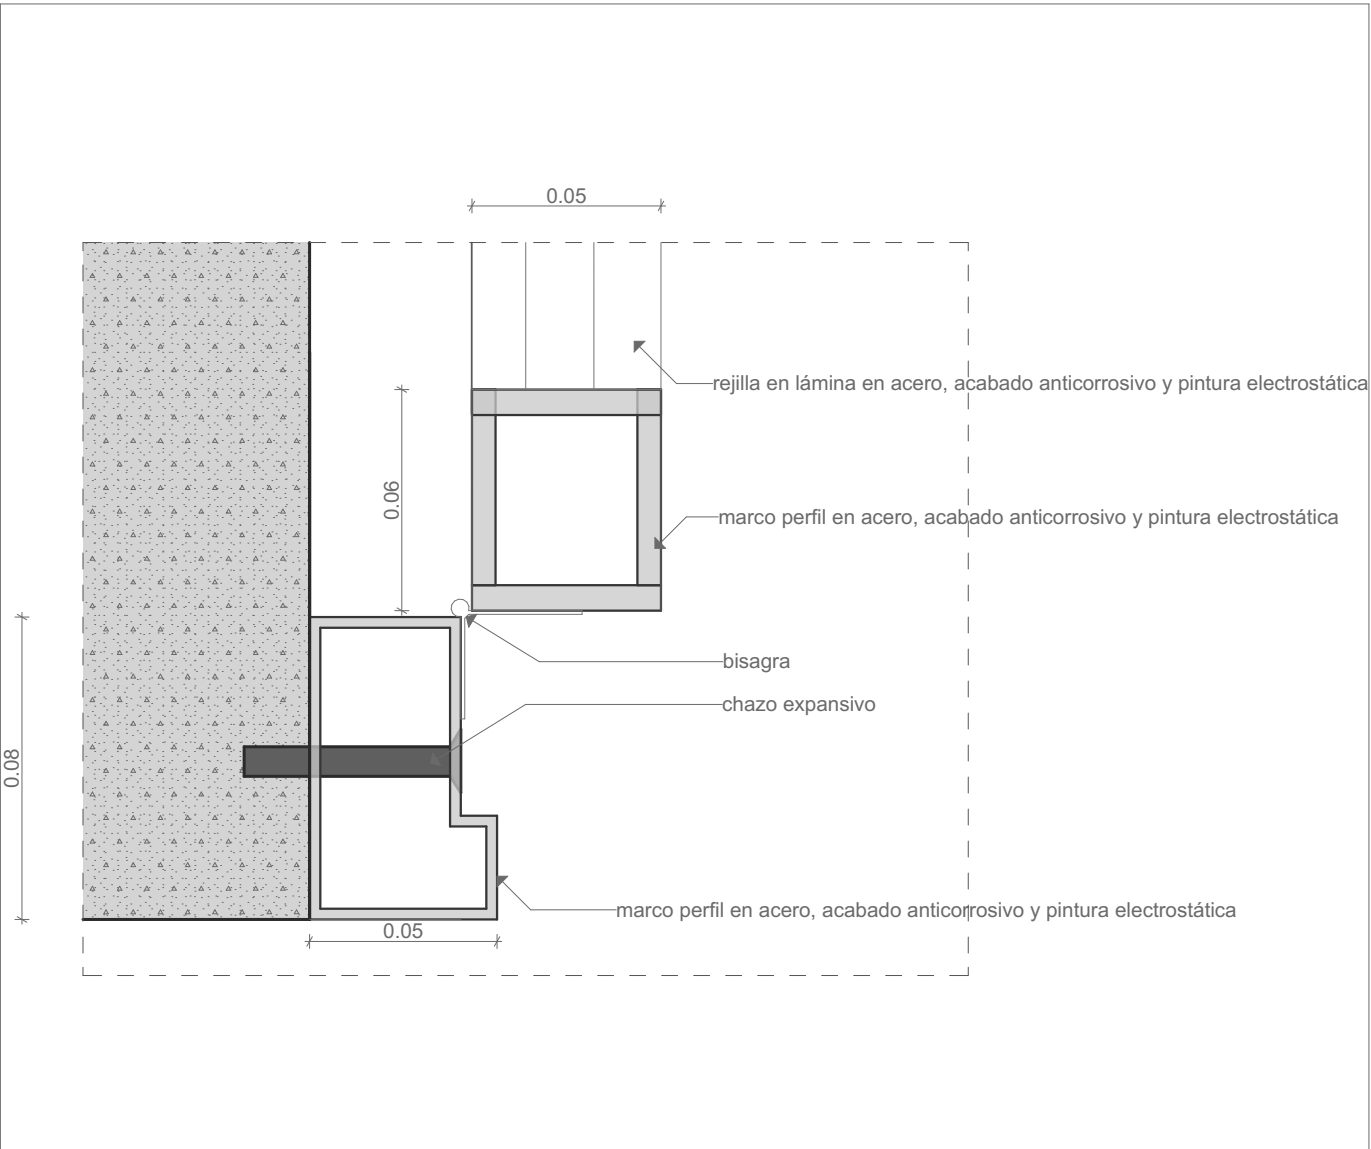 0.05
rejilla en lámina en acero, acabado anticorrosivo y pintura electrostática
0.06
marco perfil en acero, acabado anticorrosivo y pintura electrostática
bisagra
chazo expansivo
0.08
marco perfil en acero, acabado anticorrosivo y pintura electrostática
0.05